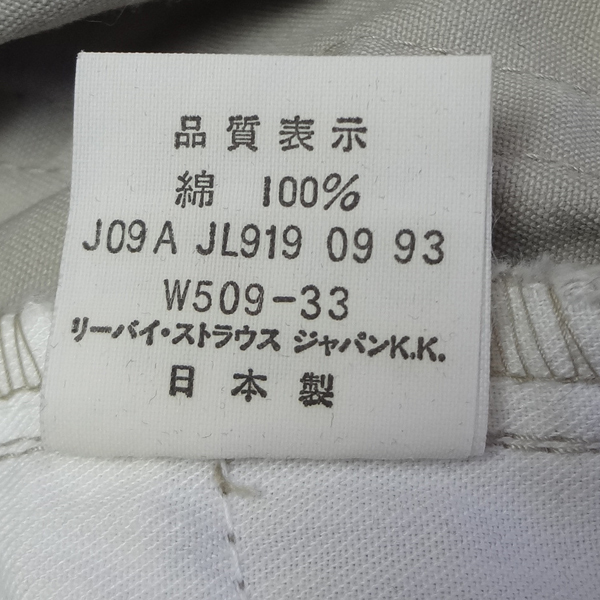 品質表示
綿 100%
J09A JL919 09 93
W509-33
リーバイ・ストラウス ジャパンK.K.
日本製